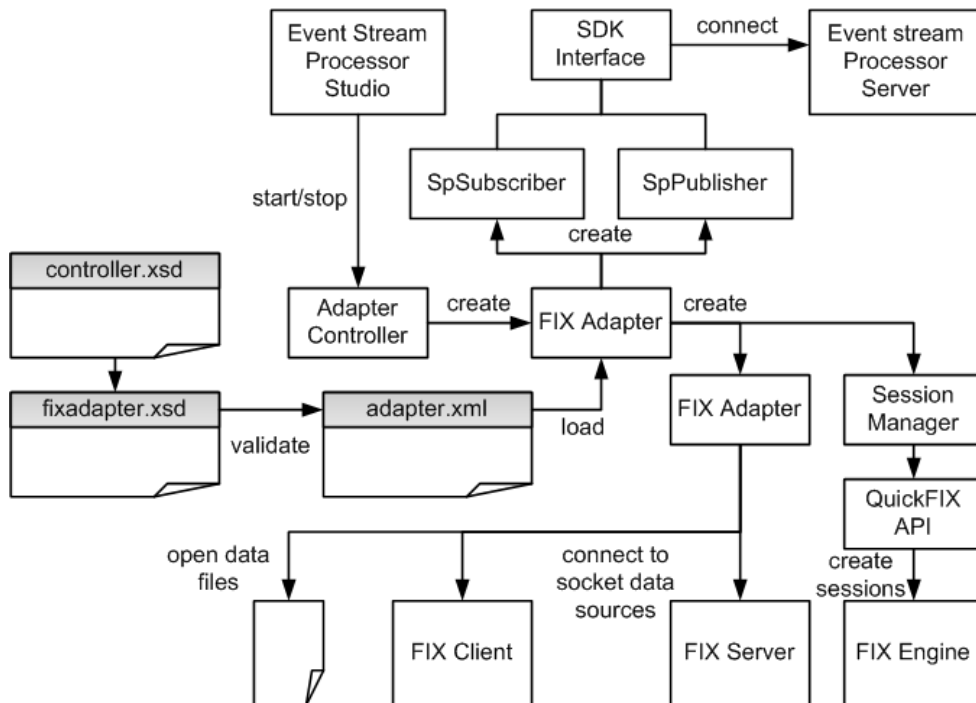 Event Stream
Processor
Studio
SDK
Interface
connect
Event stream
Processor
Server
SpSubscriber
SpPublisher
start/stop
create
controller.xsd
Adapter
Controller
create
FIX Adapter
create
fixadapter.xsd
validate
adapter.xml
load
FIX Adapter
Session
Manager
QuickFIX
API
open data
files
connect to
socket data
sources
create
sessions
FIX Client
FIX Server
FIX Engine